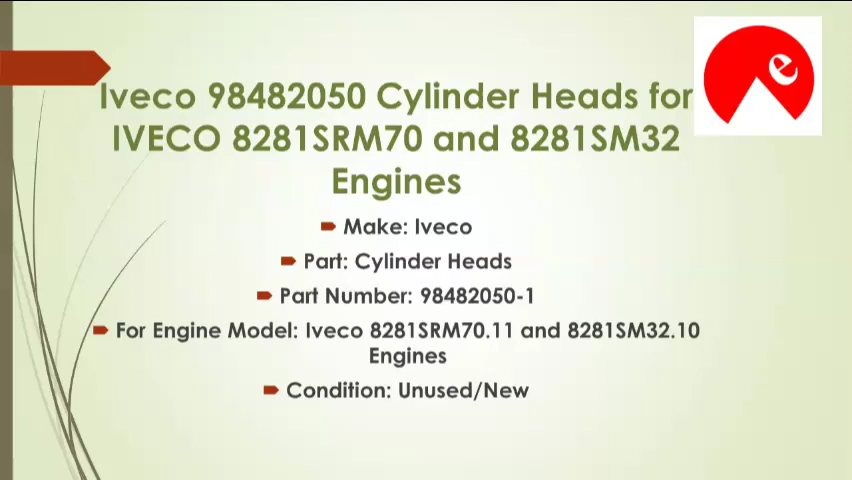 Iveco 98482050 Cylinder Heads for
IVECO 8281SRM70 and 8281SM32
Engines
e
Make: Iveco
Part: Cylinder Heads
Part Number: 98482050-1
For Engine Model: Iveco 8281SRM70.11 and 8281SM32.10
Engines
Condition: Unused/New